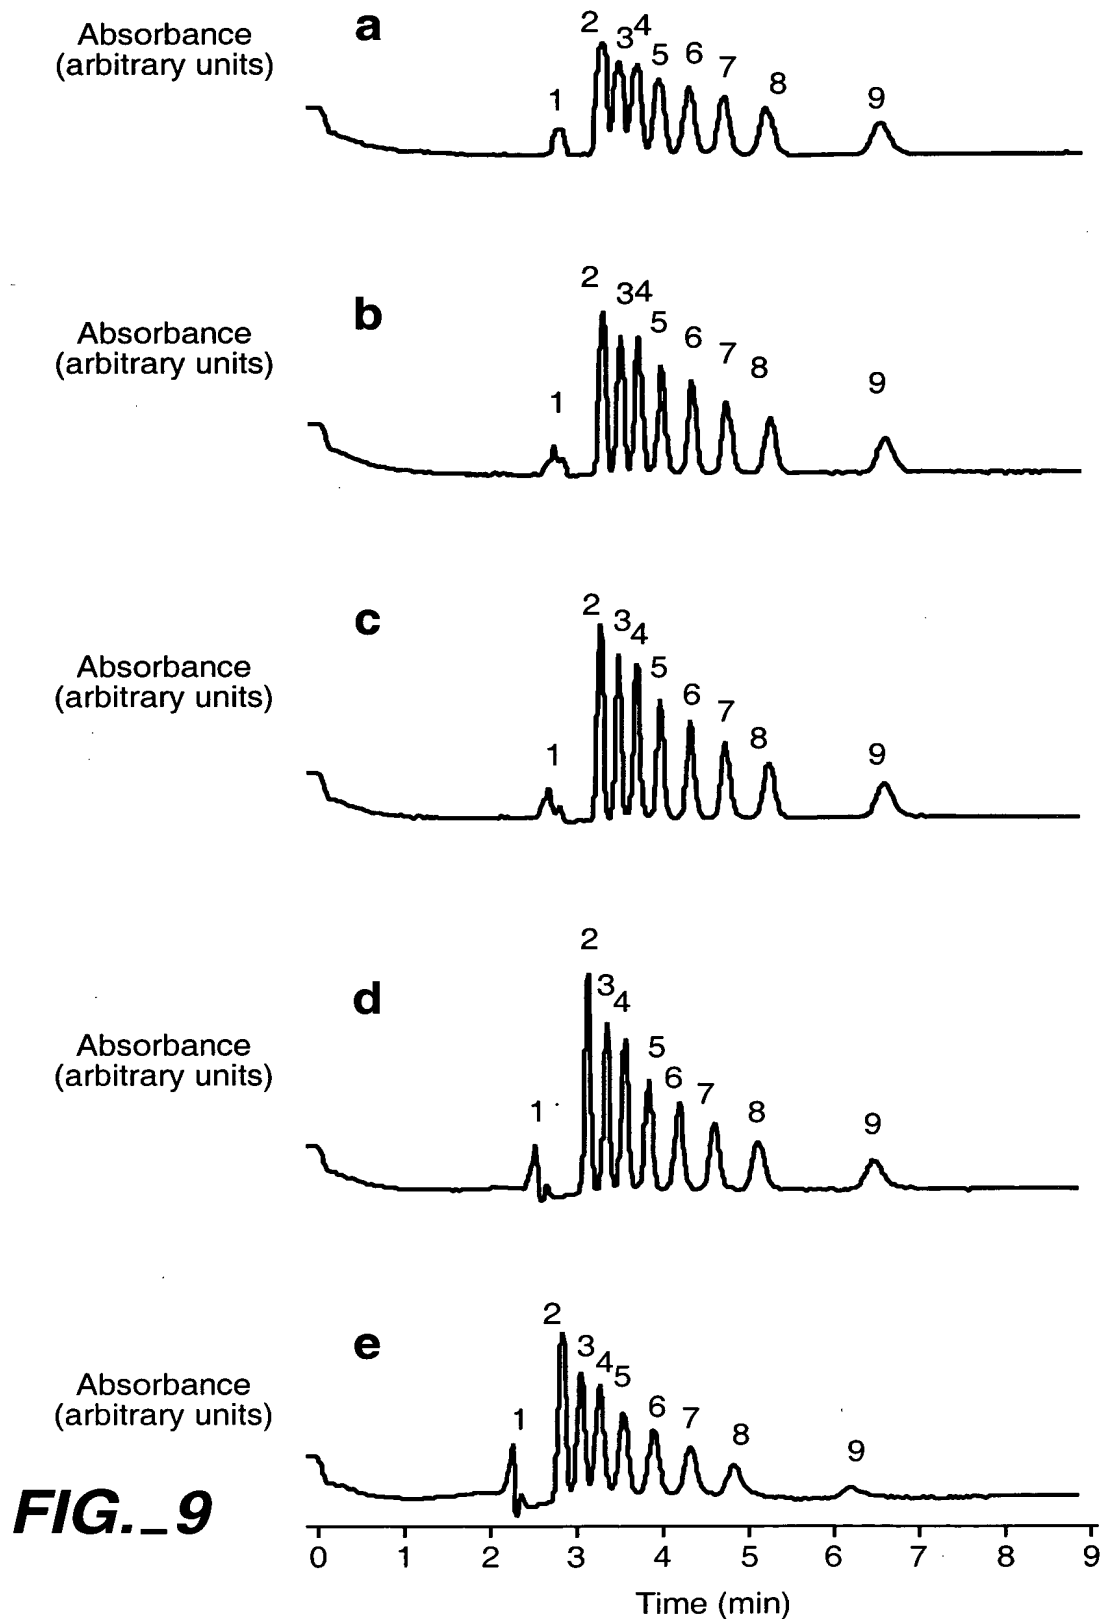 a
Absorbance
(arbitrary units)
1 2 3 4 5 6 7 8 9
b
Absorbance
(arbitrary units)
1 2 3 4 5 6 7 8 9
c
Absorbance
(arbitrary units)
1 2 3 4 5 6 7 8 9
d
Absorbance
(arbitrary units)
1 2 3 4 5 6 7 8 9
e
Absorbance
(arbitrary units)
1 2 3 4 5 6 7 8 9
FIG._9
0 1 2 3 4 5 6 7 8 9
Time (min)